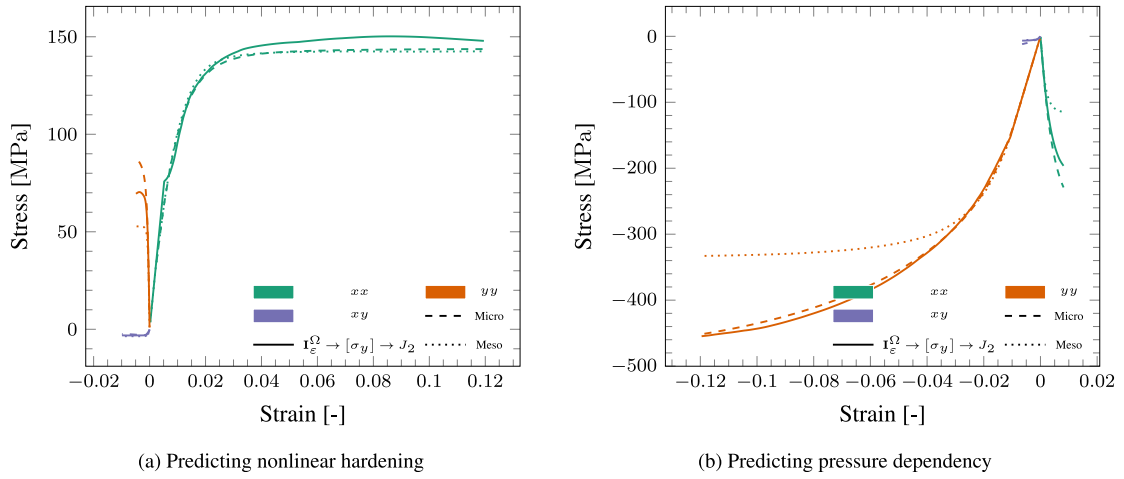 150
100
50
0
Stress [MPa]
−0.02 0 0.02 0.04 0.06 0.08 0.1 0.12
Strain [-]
xx yy
xy Micro
I_ε^Ω → [σ_y] → J_2 Meso
(a) Predicting nonlinear hardening
0
−100
−200
−300
−400
−500
Stress [MPa]
−0.12 −0.1 −0.08 −0.06 −0.04 −0.02 0 0.02
Strain [-]
xx yy
xy Micro
I_ε^Ω → [σ_y] → J_2 Meso
(b) Predicting pressure dependency